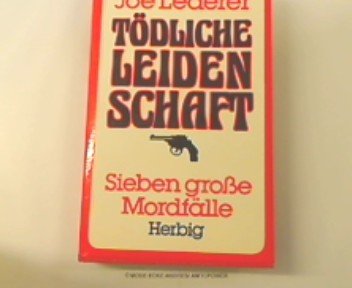 Joe Lederer
TÖDLICHE
LEIDEN
SCHAFT
Sieben große
Mordfälle
Herbig